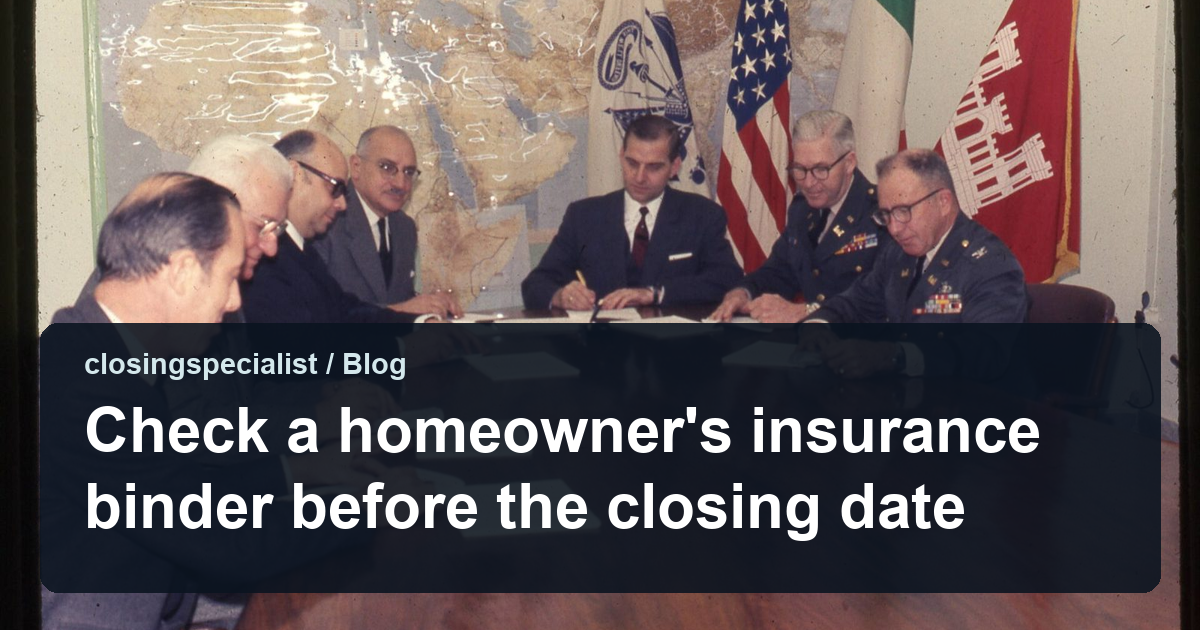 closingspecialist / Blog
Check a homeowner's insurance
binder before the closing date